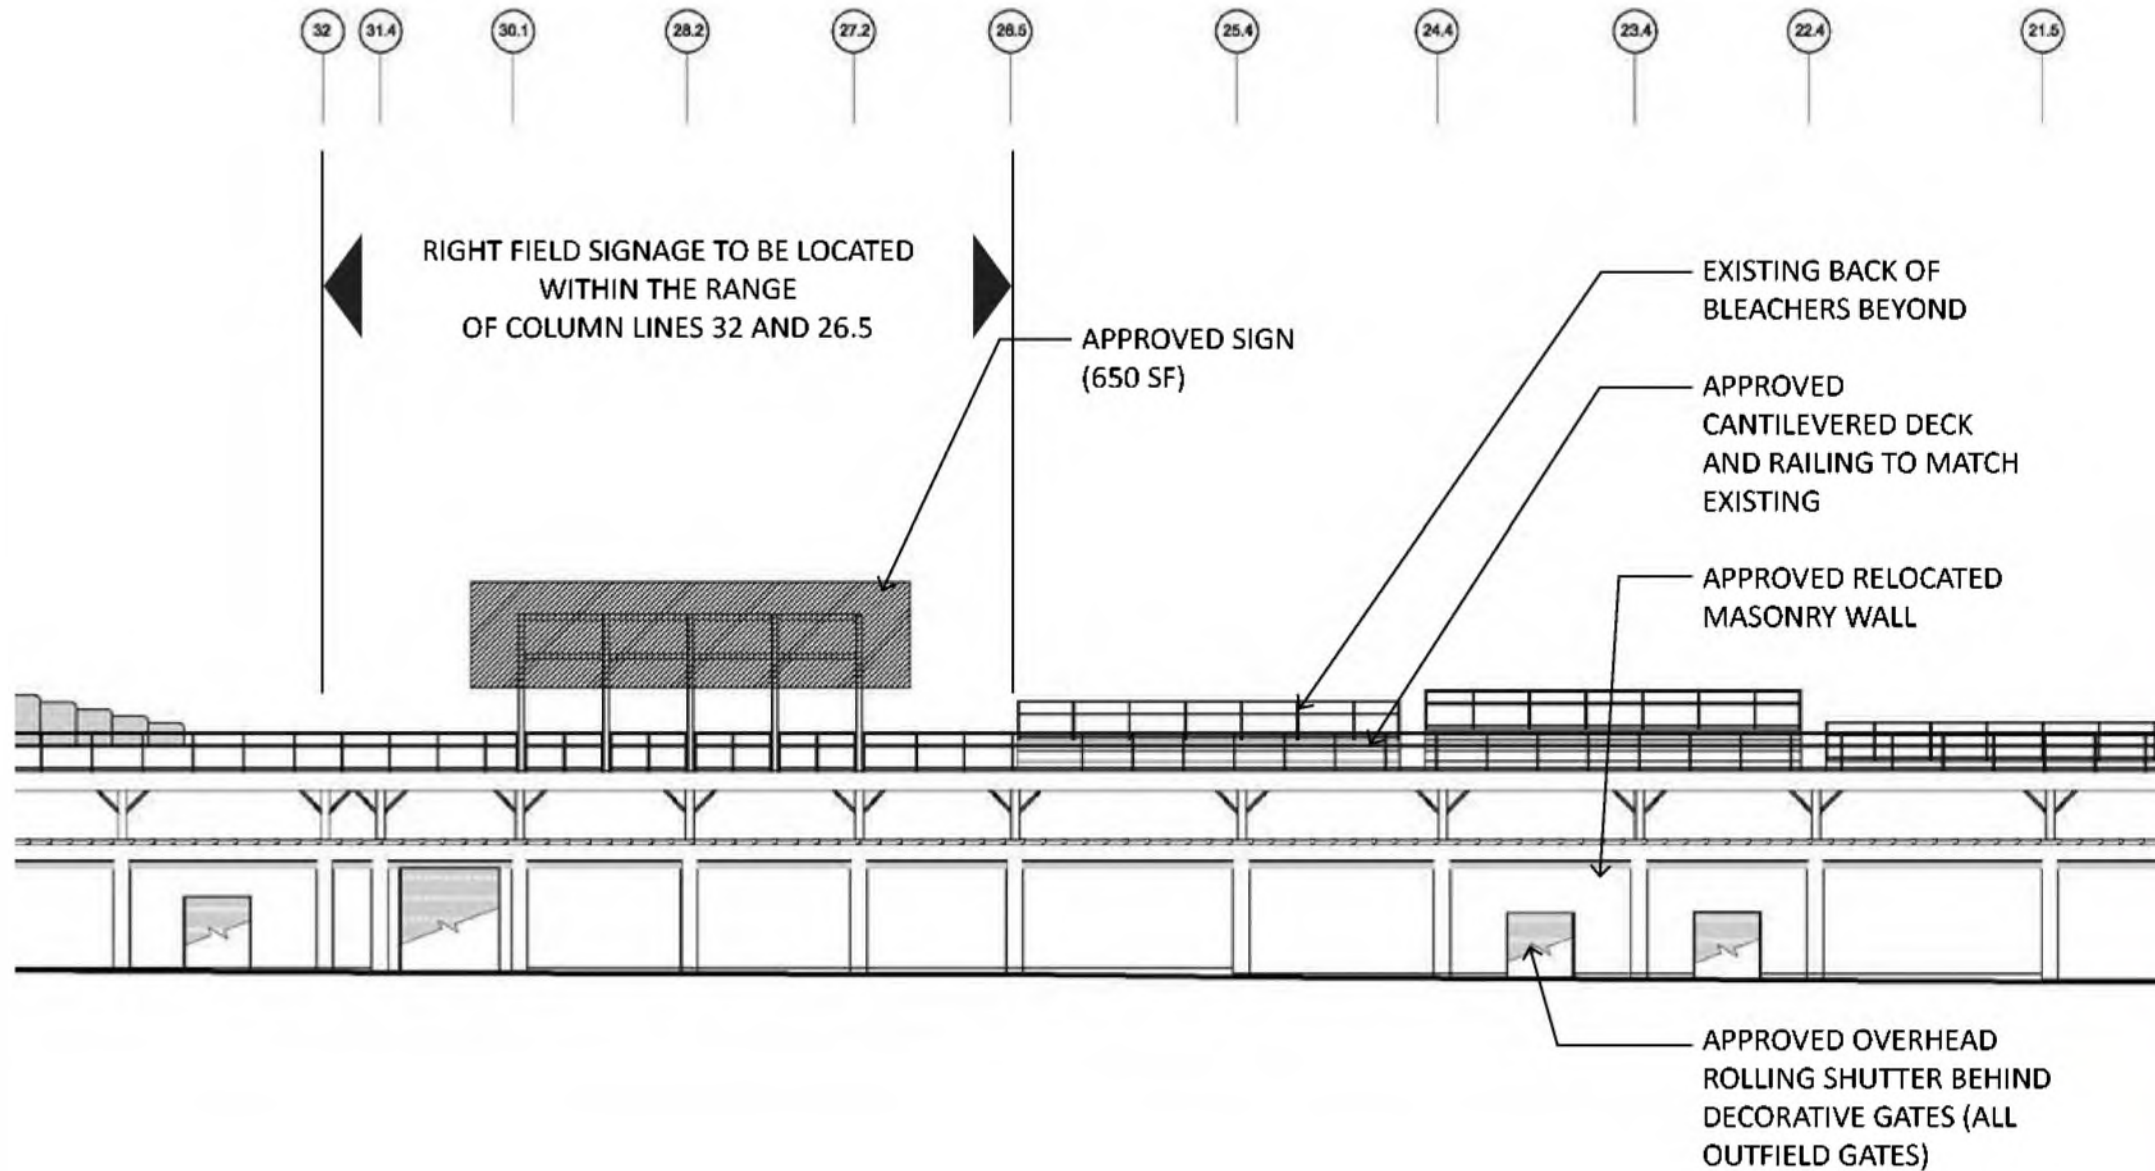 32 31.4 30.1 28.2 27.2 26.5 25.4 24.4 23.4 22.4 21.5
RIGHT FIELD SIGNAGE TO BE LOCATED
WITHIN THE RANGE
OF COLUMN LINES 32 AND 26.5
APPROVED SIGN
(650 SF)
EXISTING BACK OF
BLEACHERS BEYOND
APPROVED
CANTILEVERED DECK
AND RAILING TO MATCH
EXISTING
APPROVED RELOCATED
MASONRY WALL
APPROVED OVERHEAD
ROLLING SHUTTER BEHIND
DECORATIVE GATES (ALL
OUTFIELD GATES)